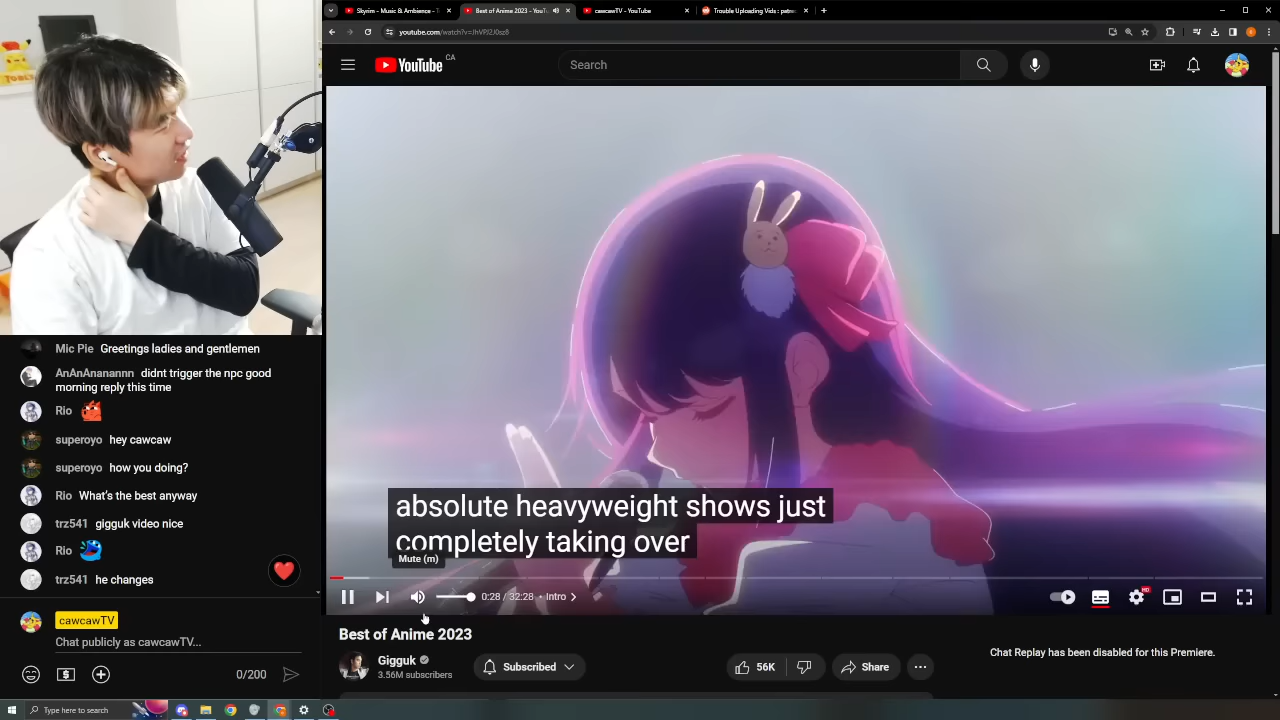 Skyrim - Music & Ambience - T
Best of Anime 2023 - YouTu
cawcawTV - YouTube
Trouble Uploading Vids : patre
youtube.com/watch?v=JhVPJ2J0sz8
YouTube CA
Search
TOBLY
absolute heavyweight shows just
completely taking over
Mute (m)
0:28 / 32:28 • Intro
HD
Best of Anime 2023
Gigguk
3.56M subscribers
Subscribed
56K
Share
Chat Replay has been disabled for this Premiere.
Mic Pie Greetings ladies and gentlemen
AnAnAnanannn didnt trigger the npc good
morning reply this time
Rio
superoyo hey cawcaw
superoyo how you doing?
Rio What's the best anyway
trz541 gigguk video nice
Rio
trz541 he changes
cawcawTV
Chat publicly as cawcawTV...
0/200
Type here to search